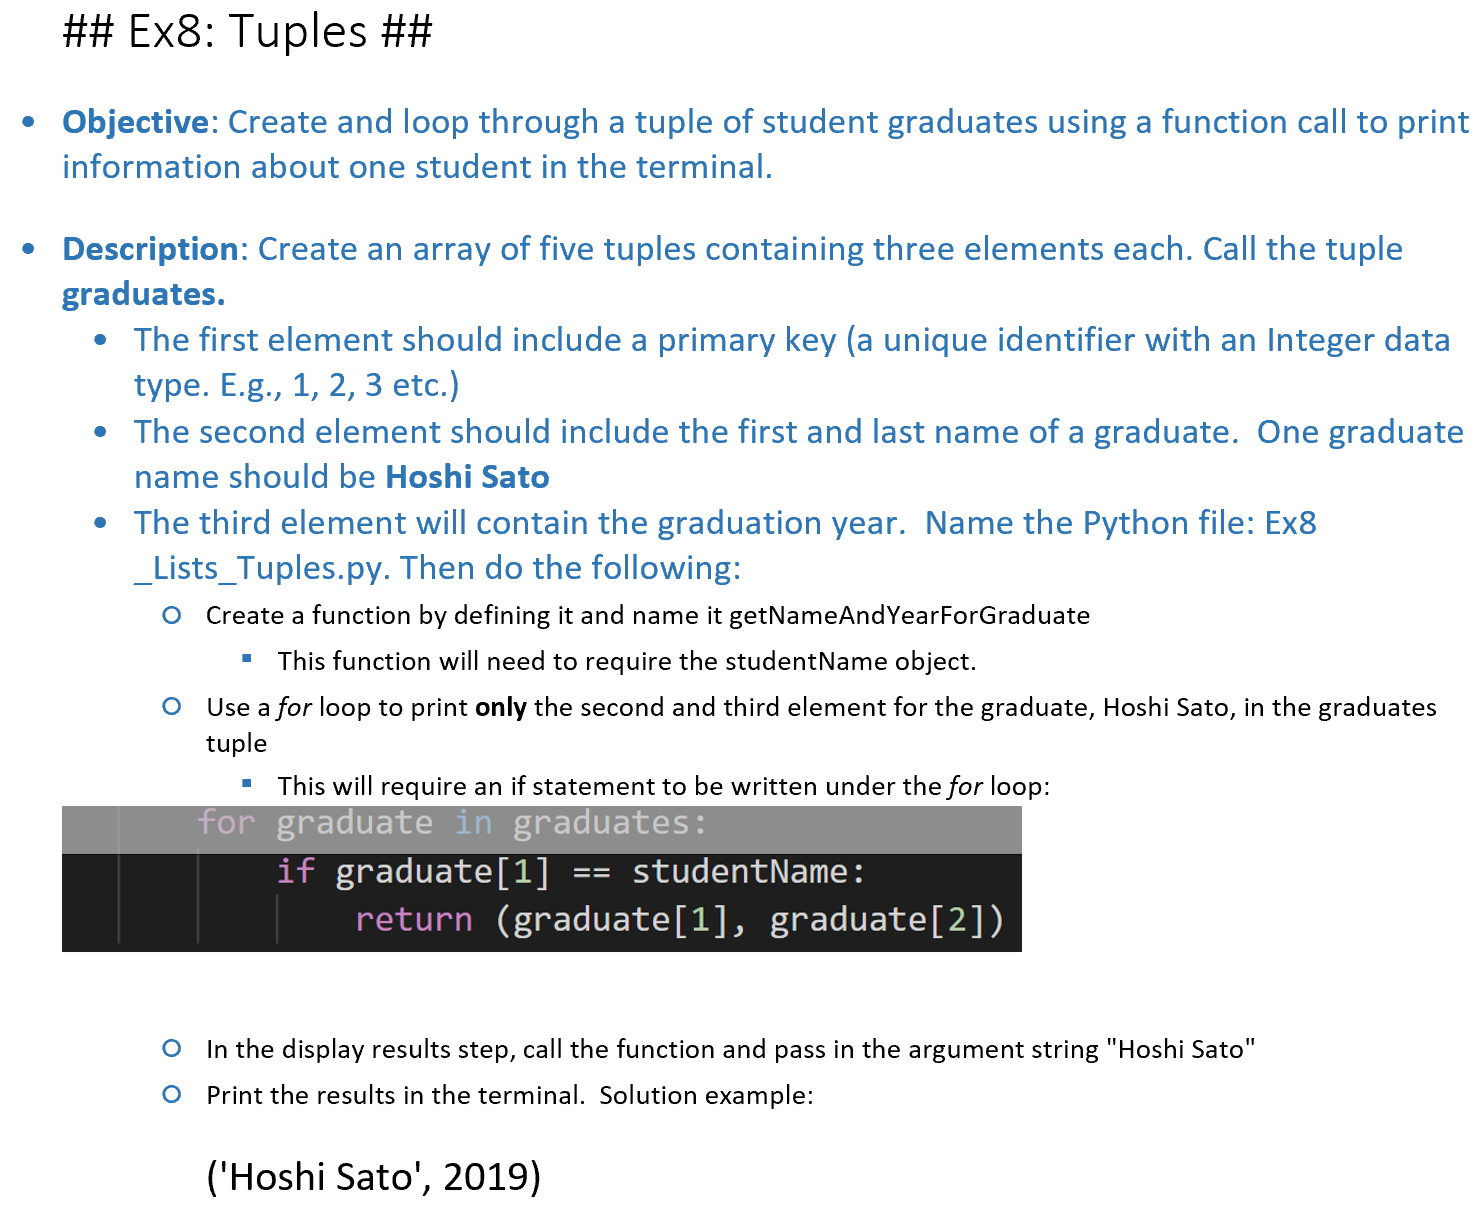 ## Ex8: Tuples ##
• Objective: Create and loop through a tuple of student graduates using a function call to print
information about one student in the terminal.
• Description: Create an array of five tuples containing three elements each. Call the tuple
graduates.
• The first element should include a primary key (a unique identifier with an Integer data
type. E.g., 1, 2, 3 etc.)
• The second element should include the first and last name of a graduate.  One graduate
name should be Hoshi Sato
• The third element will contain the graduation year.  Name the Python file: Ex8
_Lists_Tuples.py. Then do the following:
○ Create a function by defining it and name it getNameAndYearForGraduate
▪ This function will need to require the studentName object.
○ Use a for loop to print only the second and third element for the graduate, Hoshi Sato, in the graduates
tuple
▪ This will require an if statement to be written under the for loop:
for graduate in graduates:
if graduate[1] == studentName:
return (graduate[1], graduate[2])
○ In the display results step, call the function and pass in the argument string "Hoshi Sato"
○ Print the results in the terminal.  Solution example:
('Hoshi Sato', 2019)